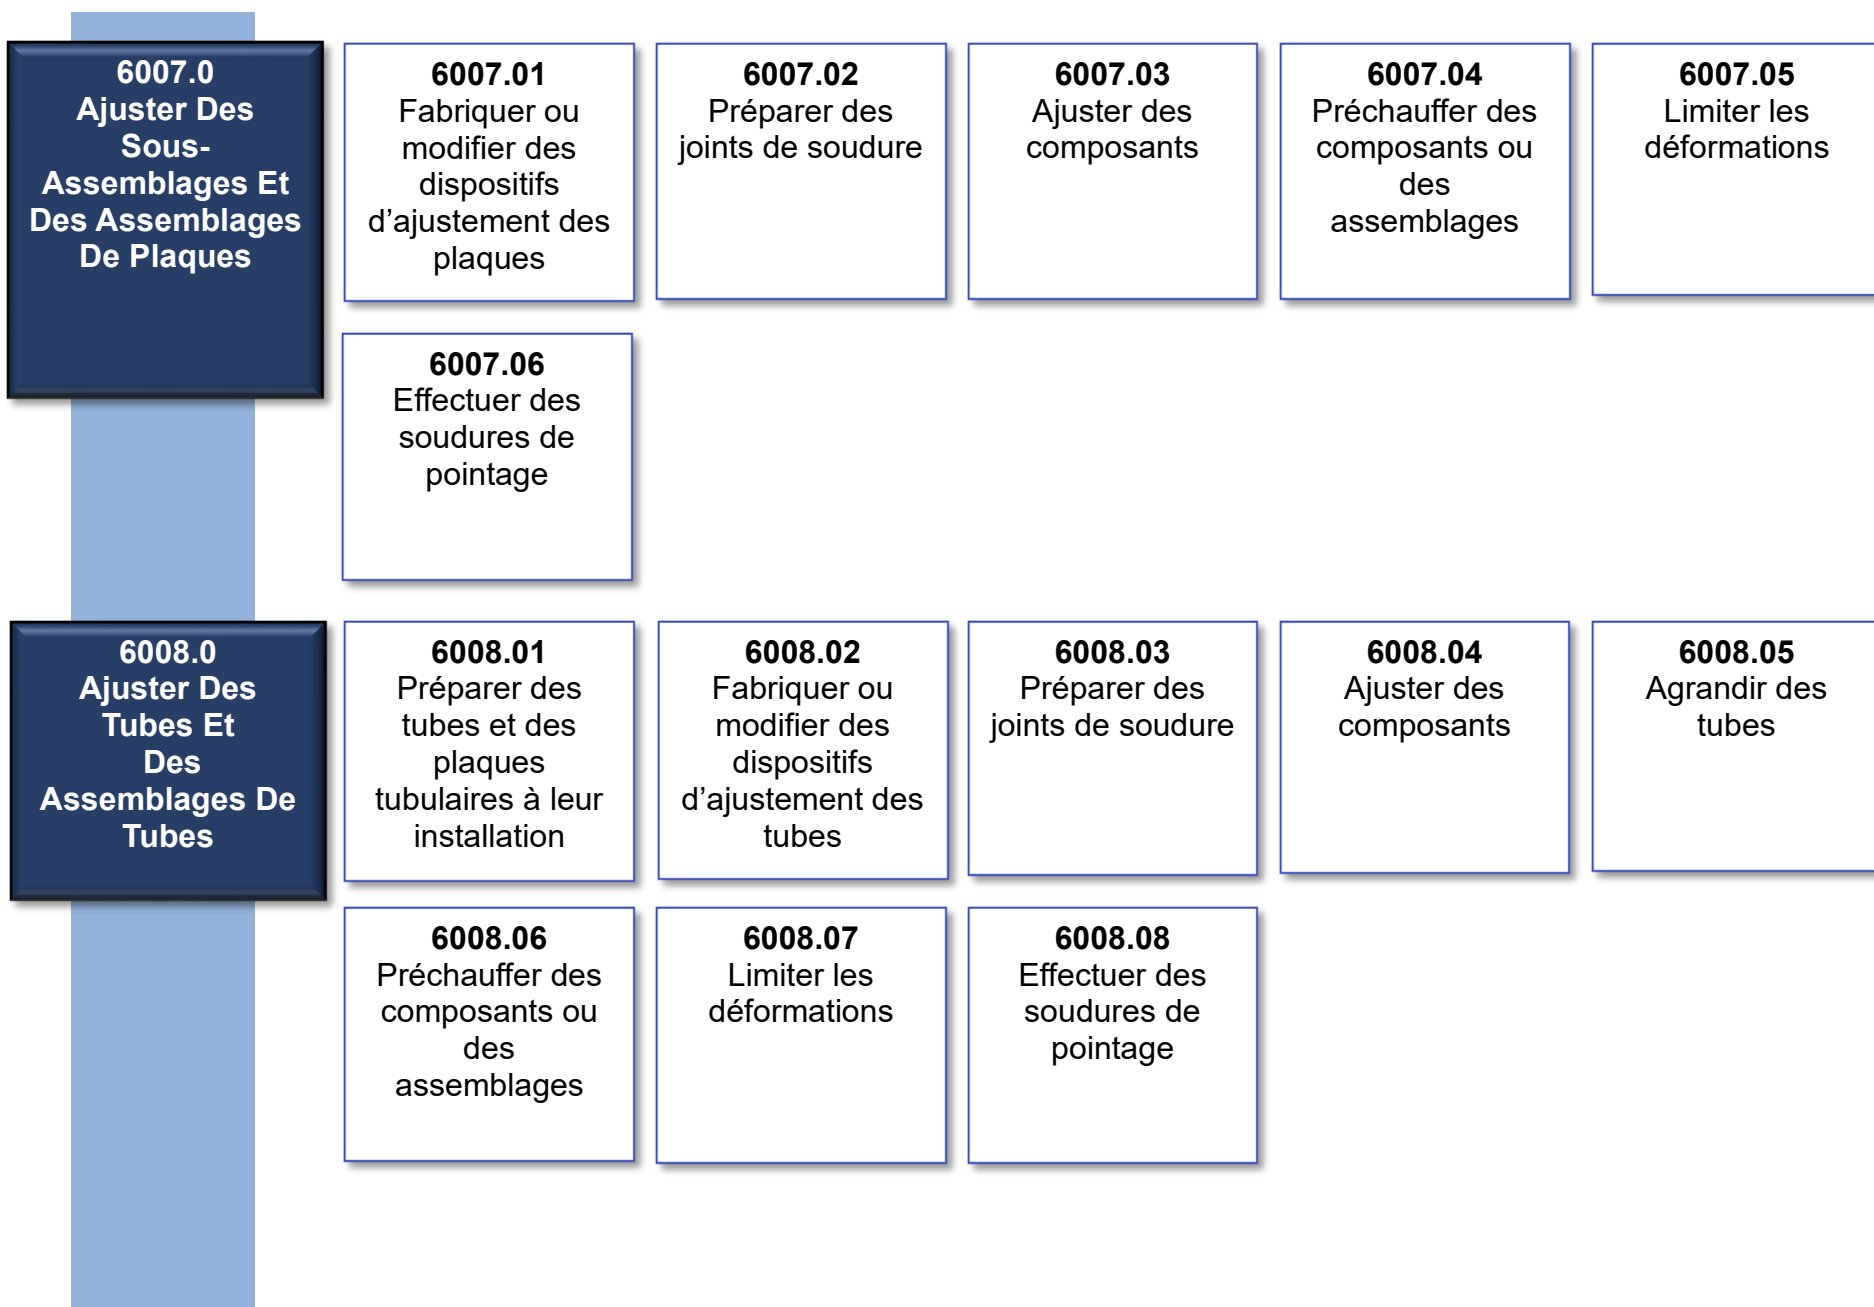 6007.0
Ajuster Des
Sous-
Assemblages Et
Des Assemblages
De Plaques
6007.01
Fabriquer ou
modifier des
dispositifs
d’ajustement des
plaques
6007.02
Préparer des
joints de soudure
6007.03
Ajuster des
composants
6007.04
Préchauffer des
composants ou
des
assemblages
6007.05
Limiter les
déformations
6007.06
Effectuer des
soudures de
pointage
6008.0
Ajuster Des
Tubes Et
Des
Assemblages De
Tubes
6008.01
Préparer des
tubes et des
plaques
tubulaires à leur
installation
6008.02
Fabriquer ou
modifier des
dispositifs
d’ajustement des
tubes
6008.03
Préparer des
joints de soudure
6008.04
Ajuster des
composants
6008.05
Agrandir des
tubes
6008.06
Préchauffer des
composants ou
des
assemblages
6008.07
Limiter les
déformations
6008.08
Effectuer des
soudures de
pointage